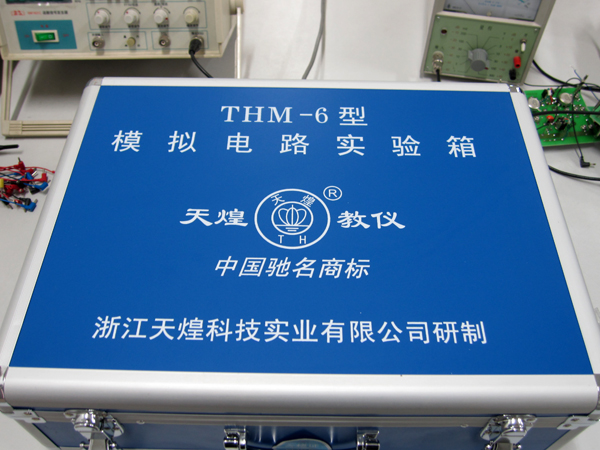 THM-6型
模拟电路实验箱
天煌 天煌 TH ® 教仪
中国驰名商标
浙江天煌科技实业有限公司研制